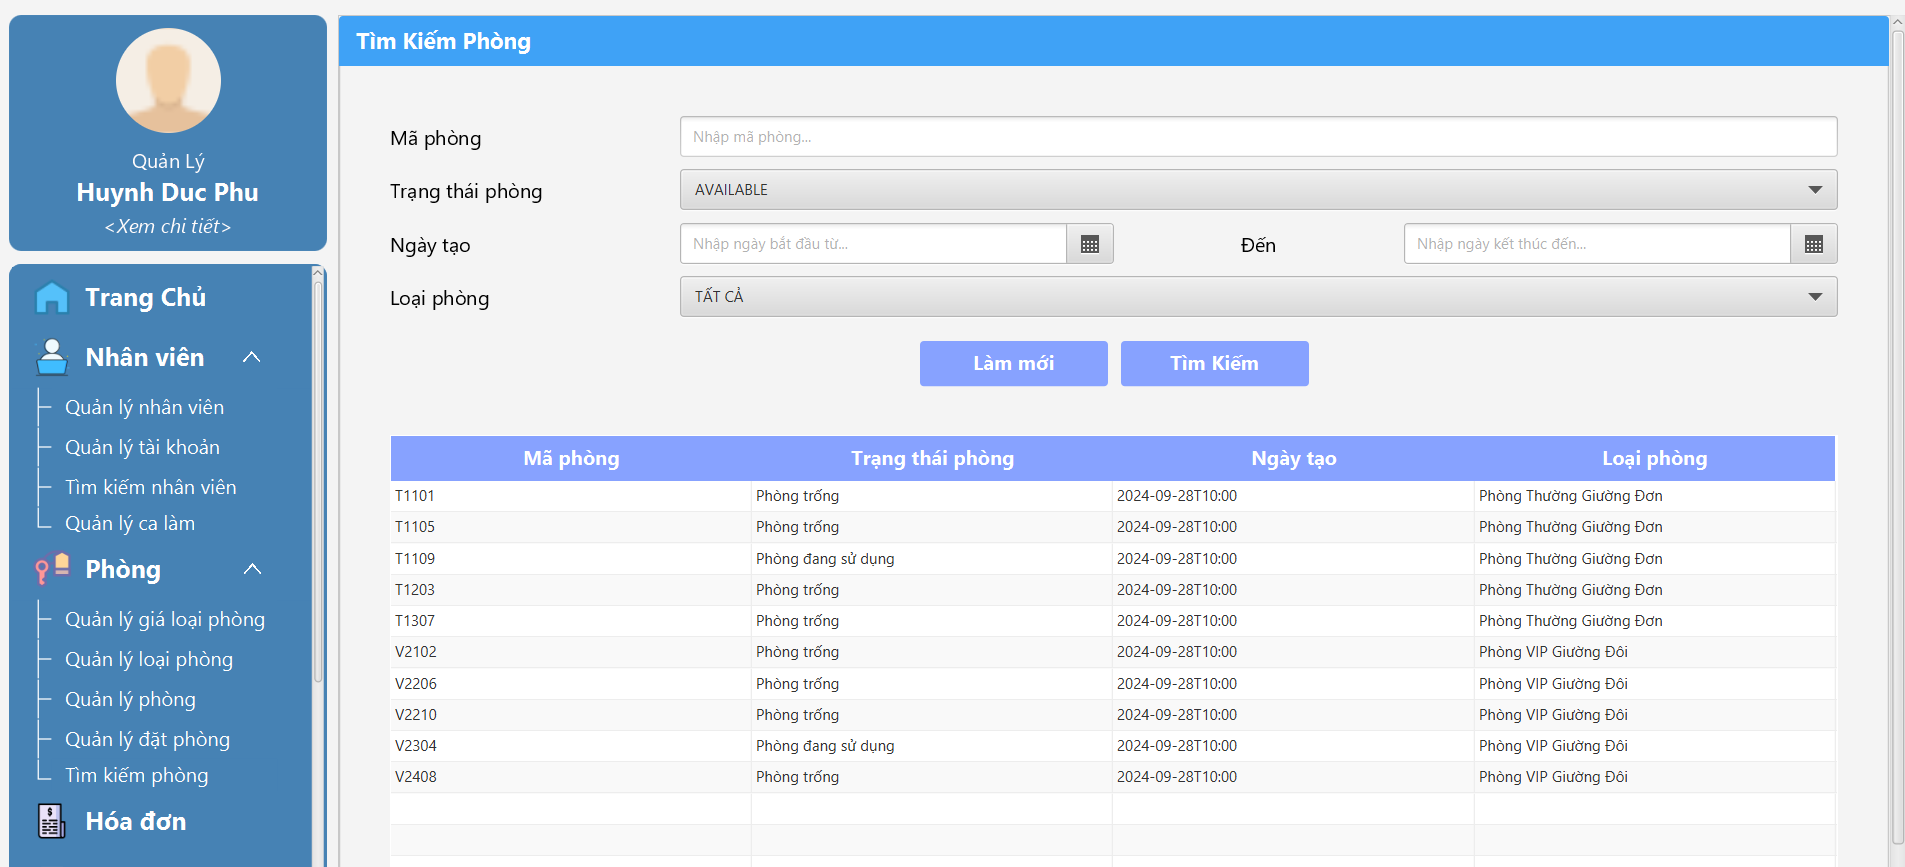 Quản Lý
Huynh Duc Phu
<Xem chi tiết>
Trang Chủ
Nhân viên
Quản lý nhân viên
Quản lý tài khoản
Tìm kiếm nhân viên
Quản lý ca làm
Phòng
Quản lý giá loại phòng
Quản lý loại phòng
Quản lý phòng
Quản lý đặt phòng
Tìm kiếm phòng
Hóa đơn
Tìm Kiếm Phòng
Mã phòng Nhập mã phòng...
Trạng thái phòng AVAILABLE
Ngày tạo Nhập ngày bắt đầu từ... Đến Nhập ngày kết thúc đến...
Loại phòng TẤT CẢ
Làm mới Tìm Kiếm
Mã phòng Trạng thái phòng Ngày tạo Loại phòng
T1101 Phòng trống 2024-09-28T10:00 Phòng Thường Giường Đơn
T1105 Phòng trống 2024-09-28T10:00 Phòng Thường Giường Đơn
T1109 Phòng đang sử dụng 2024-09-28T10:00 Phòng Thường Giường Đơn
T1203 Phòng trống 2024-09-28T10:00 Phòng Thường Giường Đơn
T1307 Phòng trống 2024-09-28T10:00 Phòng Thường Giường Đơn
V2102 Phòng trống 2024-09-28T10:00 Phòng VIP Giường Đôi
V2206 Phòng trống 2024-09-28T10:00 Phòng VIP Giường Đôi
V2210 Phòng trống 2024-09-28T10:00 Phòng VIP Giường Đôi
V2304 Phòng đang sử dụng 2024-09-28T10:00 Phòng VIP Giường Đôi
V2408 Phòng trống 2024-09-28T10:00 Phòng VIP Giường Đôi